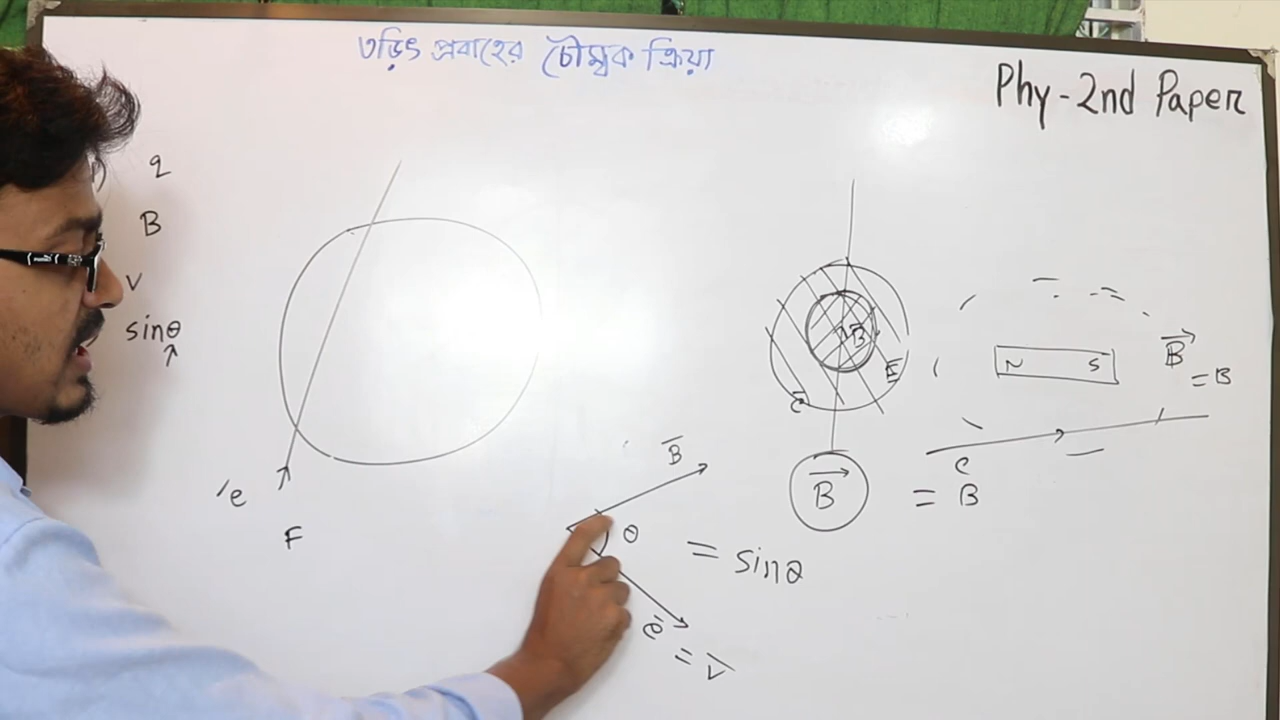 তড়িৎ প্রবাহের চৌম্বক ক্রিয়া
Phy-2nd Paper
q
B
v
sinθ
e
F
B
θ
= sinθ
e
= v
B
E
e
B = B
N S
B
= B
e